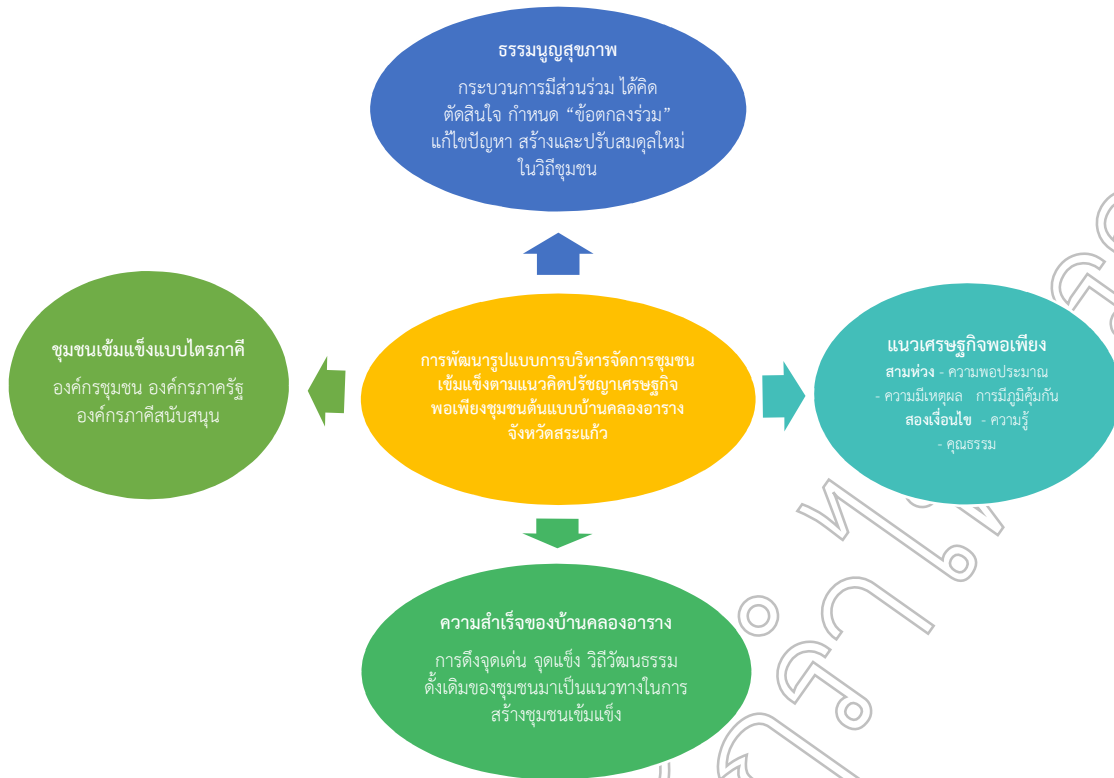 ธรรมนูญสุขภาพ
กระบวนการมีส่วนร่วม ได้คิด
ตัดสินใจ กำหนด “ข้อตกลงร่วม”
แก้ไขปัญหา สร้างและปรับสมดุลใหม่
ในวิถีชุมชน
ชุมชนเข้มแข็งแบบไตรภาคี
องค์กรชุมชน องค์กรภาครัฐ
องค์กรภาคีสนับสนุน
การพัฒนารูปแบบการบริหารจัดการชุมชน
เข้มแข็งตามแนวคิดปรัชญาเศรษฐกิจ
พอเพียงชุมชนต้นแบบบ้านคลองอาราง
จังหวัดสระแก้ว
แนวเศรษฐกิจพอเพียง
สามห่วง - ความพอประมาณ
- ความมีเหตุผล การมีภูมิคุ้มกัน
สองเงื่อนไข - ความรู้
- คุณธรรม
ความสำเร็จของบ้านคลองอาราง
การดึงจุดเด่น จุดแข็ง วิถีวัฒนธรรม
ดั้งเดิมของชุมชนมาเป็นแนวทางในการ
สร้างชุมชนเข้มแข็ง